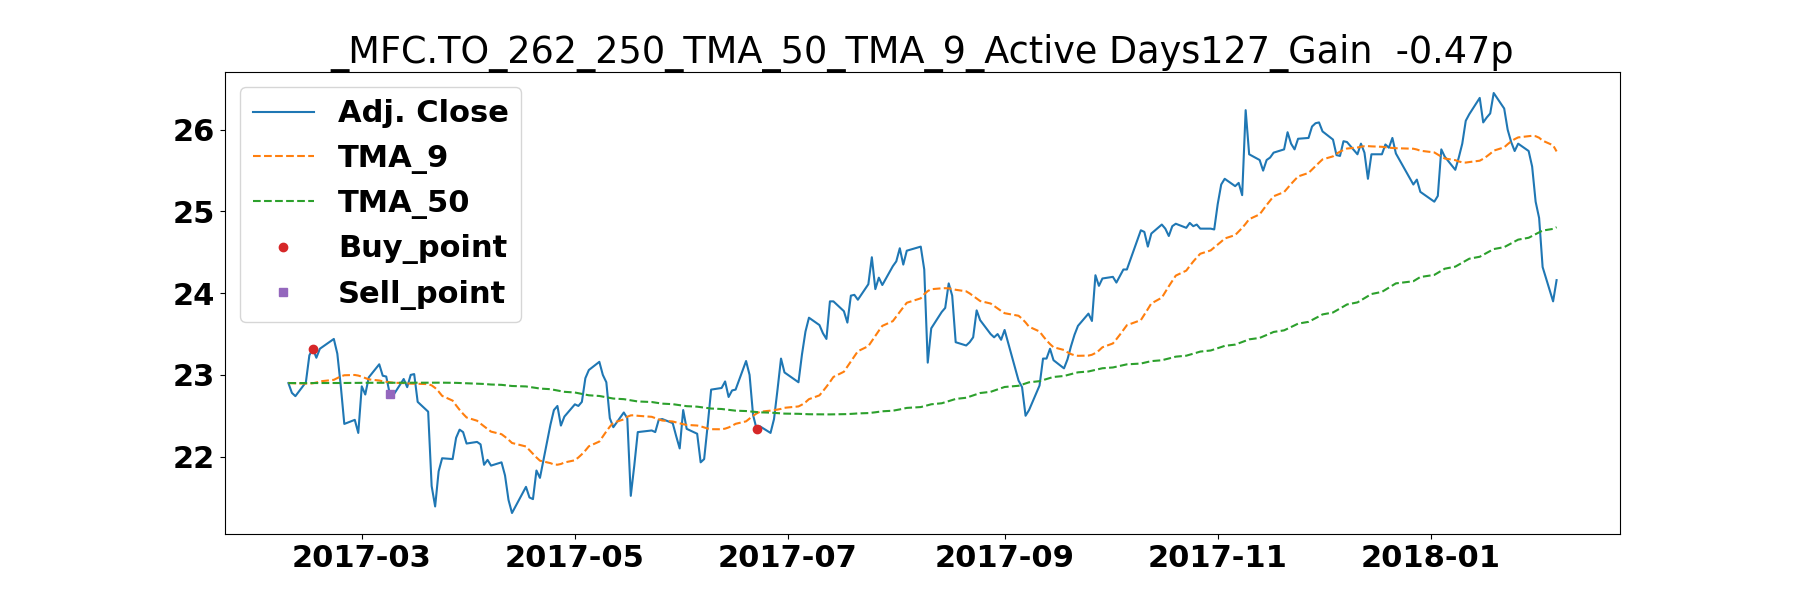 _MFC.TO_262_250_TMA_50_TMA_9_Active Days127_Gain  -0.47p
Adj. Close
TMA_9
TMA_50
Buy_point
Sell_point
26
25
24
23
22
2017-03 2017-05 2017-07 2017-09 2017-11 2018-01